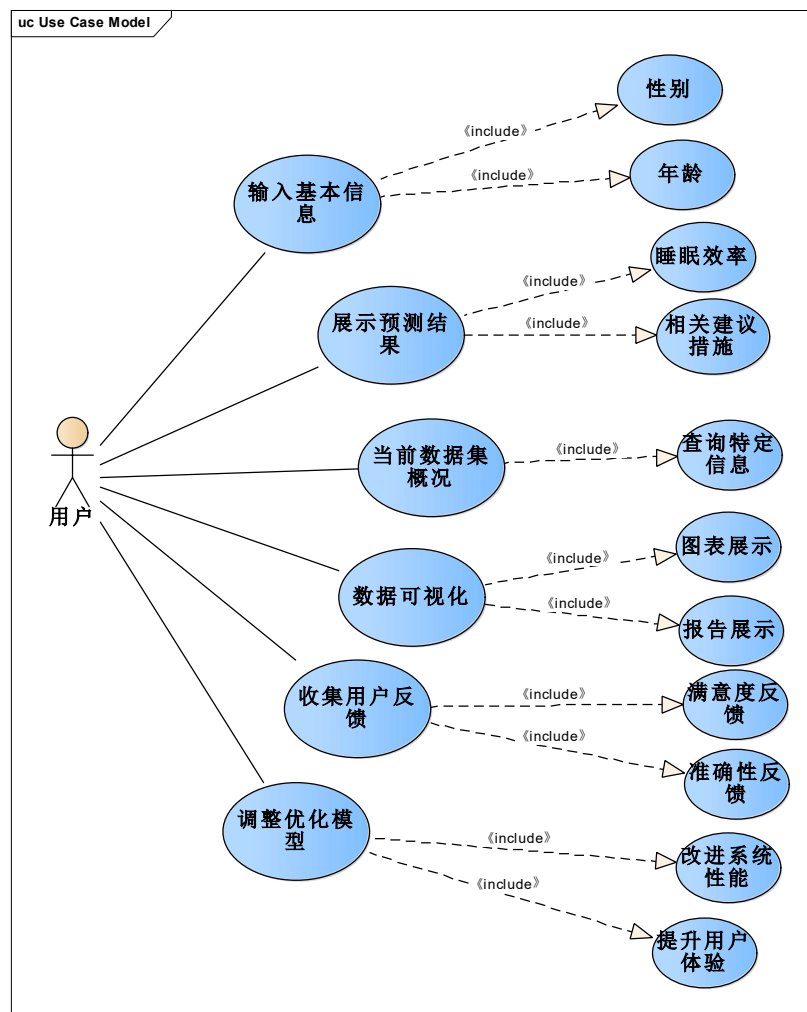 uc Use Case Model
性别
《include》
输入基本信
息
《include》
年龄
睡眠效率
《include》
展示预测结
果
《include》
相关建议
措施
当前数据集
概况
《include》
查询特定
信息
用户
图表展示
《include》
数据可视化
《include》
报告展示
收集用户反
馈
《include》
满意度反
馈
《include》
准确性反
馈
调整优化模
型
《include》
改进系统
性能
《include》
提升用户
体验